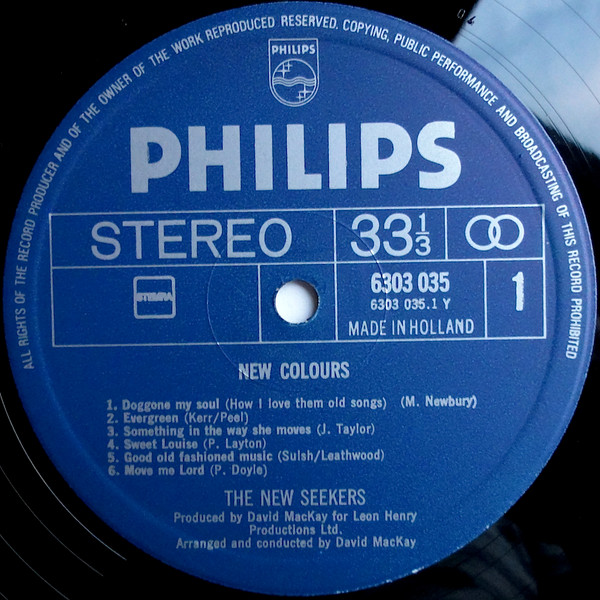 ALL RIGHTS OF THE RECORD PRODUCER AND OF THE OWNER OF THE WORK REPRODUCED RESERVED. COPYING, PUBLIC PERFORMANCE AND BROADCASTING OF THIS RECORD PROHIBITED
PHILIPS
PHILIPS
STEREO 33 1/3
STEMRA 6303 035 1
6303 035.1 Y
MADE IN HOLLAND
NEW COLOURS
1. Doggone my soul (How I love them old songs) (M. Newbury)
2. Evergreen (Kerr/Peel)
3. Something in the way she moves (J. Taylor)
4. Sweet Louise (P. Layton)
5. Good old fashioned music (Sulsh/Leathwood)
6. Move me Lord (P. Doyle)
THE NEW SEEKERS
Produced by David MacKay for Leon Henry
Productions Ltd.
Arranged and conducted by David MacKay